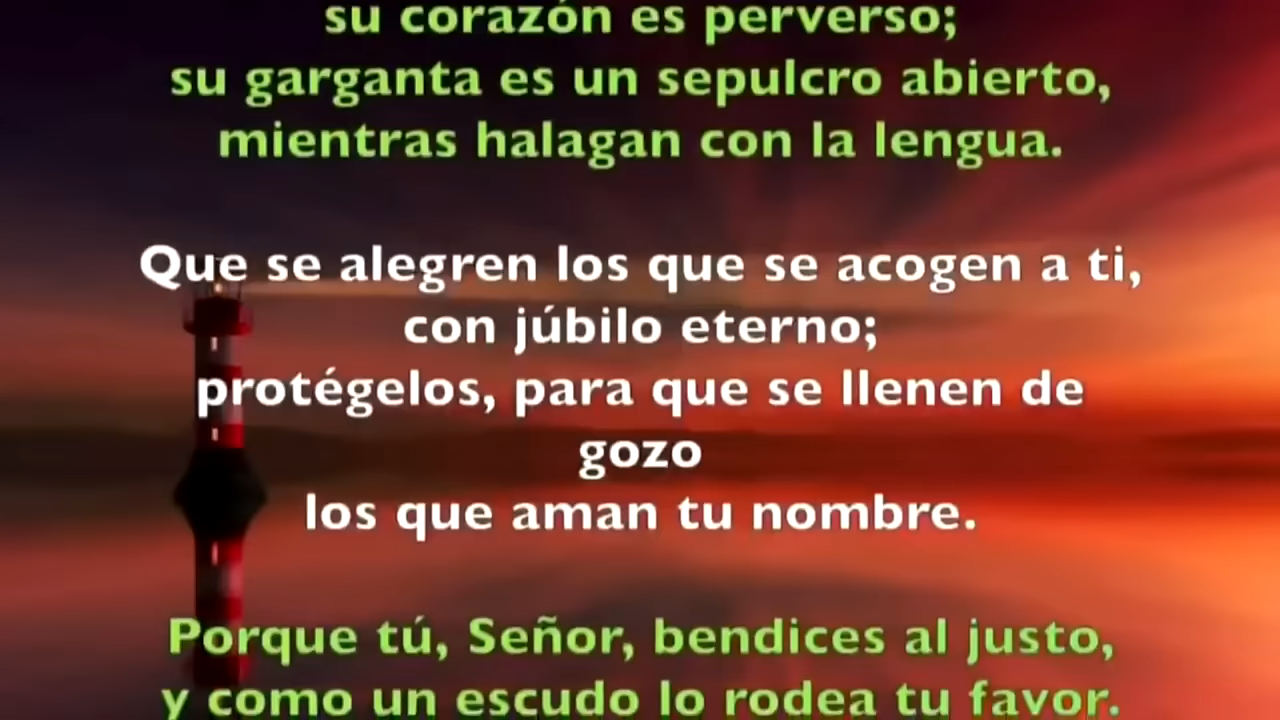 su corazón es perverso;
su garganta es un sepulcro abierto,
mientras halagan con la lengua.
Que se alegren los que se acogen a ti,
con júbilo eterno;
protégelos, para que se llenen de
gozo
los que aman tu nombre.
Porque tú, Señor, bendices al justo,
y como un escudo lo rodea tu favor.